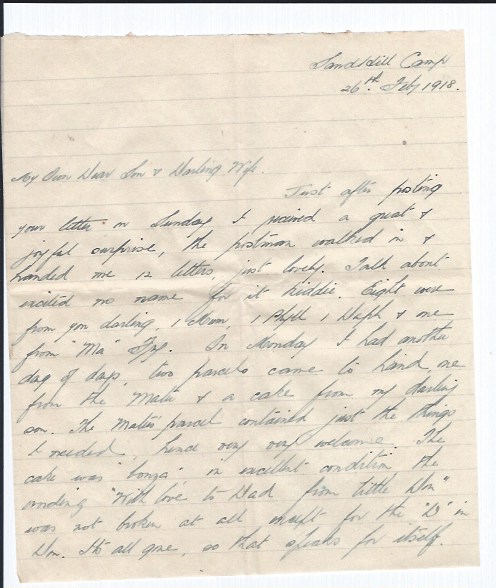 Sandhill Camp
26th Feb 1918.
My Own Dear Son & Darling Wife.
Just after posting
your letter on Sunday I received a great &
joyful surprise, the postman walked in &
handed me 12 letters, just lovely. Talk about
excited no name for it Kiddie. Eight were
from you darling, 1 Mum, 1 Phyll 1 Daph & one
from "Ma". On Monday I had another
day of days, two parcels came to hand, one
from the Mater & a cake from my darling
son. The Maters parcel contained just the things
I needed, hence very very welcome. The
cake was "bonza", in excellent condition the
wording "With love to Dad from Little Don"
was not broken at all except for the "D" in
Don. Its all gone, so that speaks for itself.